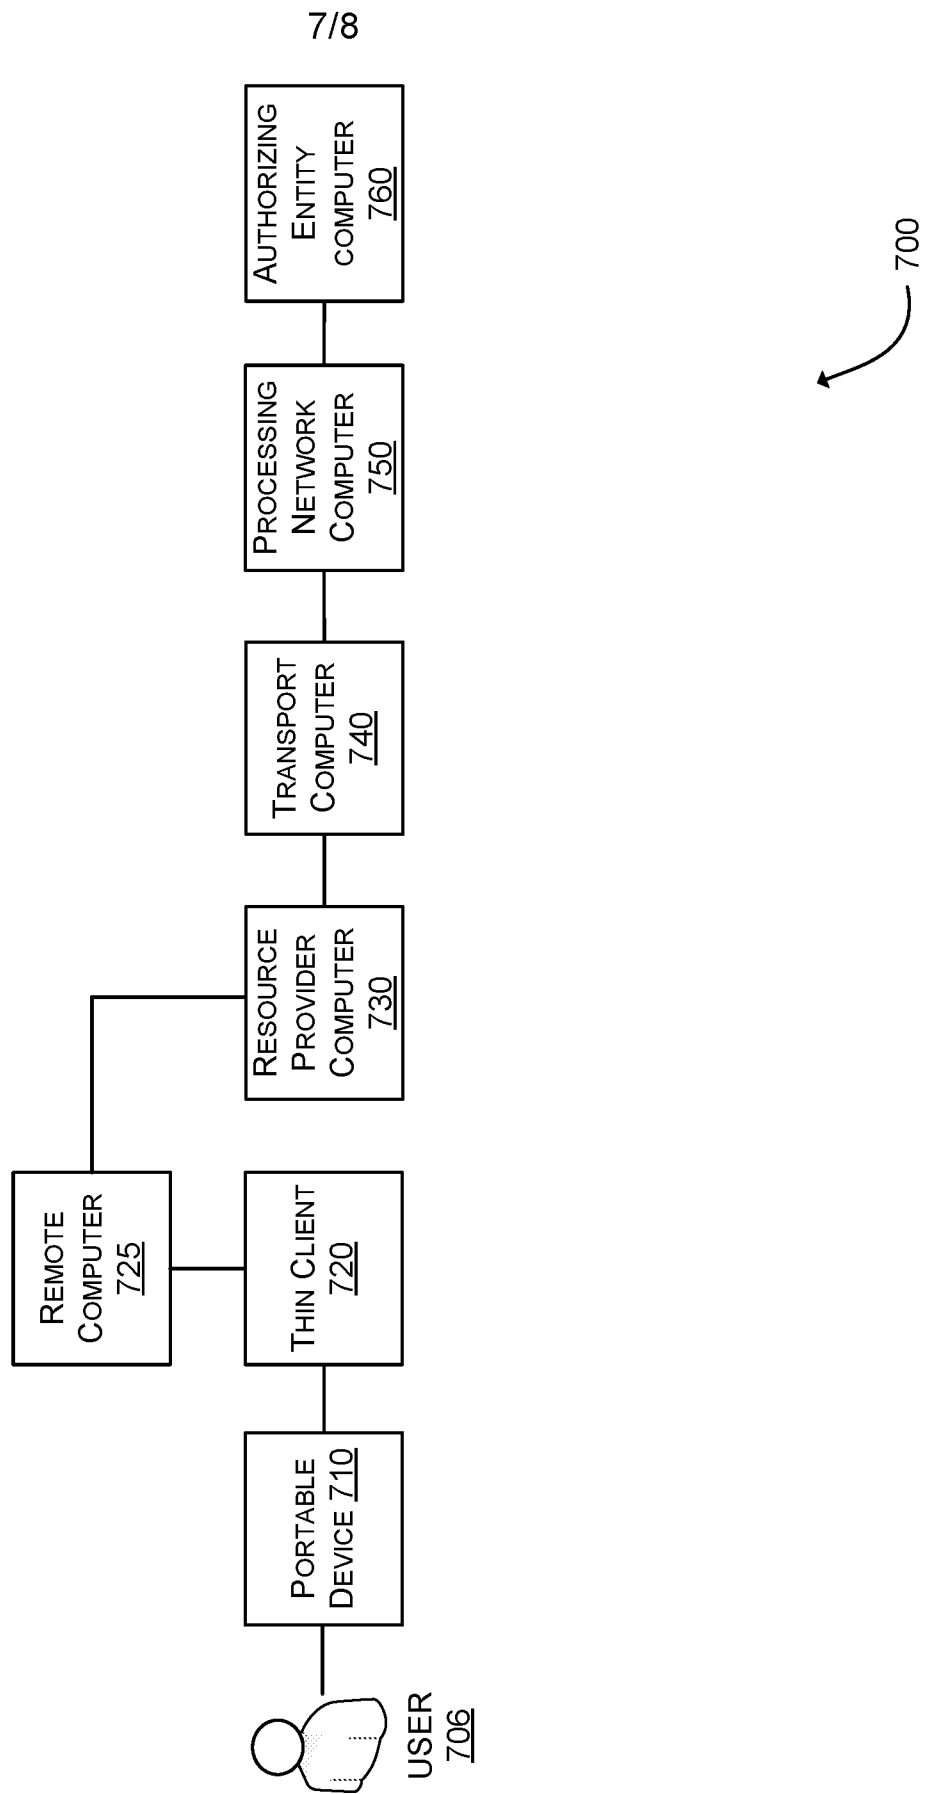 7/8
AUTHORIZING
ENTITY
COMPUTER
760
PROCESSING
NETWORK
COMPUTER
750
TRANSPORT
COMPUTER
740
RESOURCE
PROVIDER
COMPUTER
730
REMOTE
COMPUTER
725
THIN CLIENT
720
PORTABLE
DEVICE 710
USER
706
700